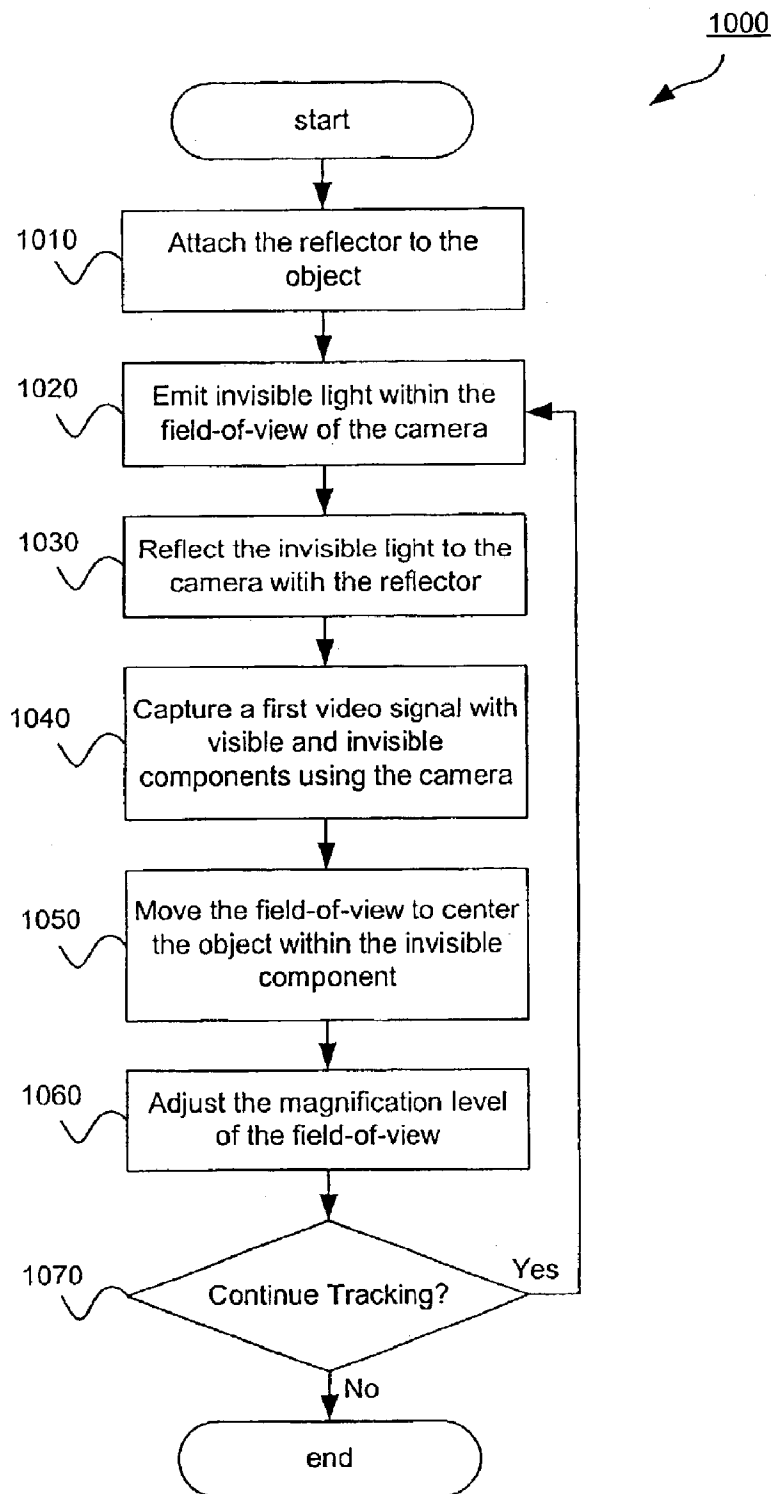 1000
start
1010
Attach the reflector to the
object
1020
Emit invisible light within the
field-of-view of the camera
1030
Reflect the invisible light to the
camera witih the reflector
1040
Capture a first video signal with
visible and invisible
components using the camera
1050
Move the field-of-view to center
the object within the invisible
component
1060
Adjust the magnification level
of the field-of-view
1070
Continue Tracking?
Yes
No
end